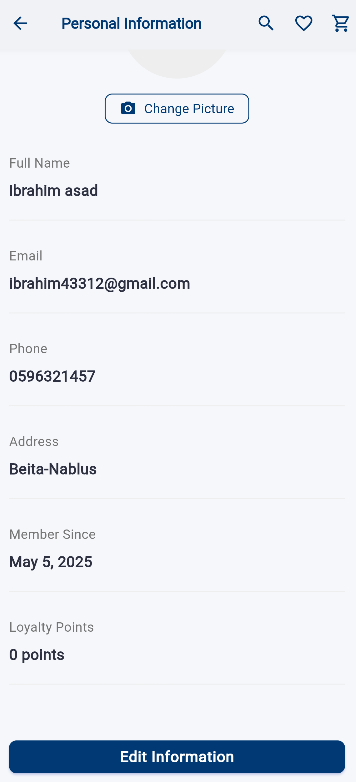 Personal Information
Change Picture
Full Name
ibrahim asad
Email
ibrahim43312@gmail.com
Phone
0596321457
Address
Beita-Nablus
Member Since
May 5, 2025
Loyalty Points
0 points
Edit Information